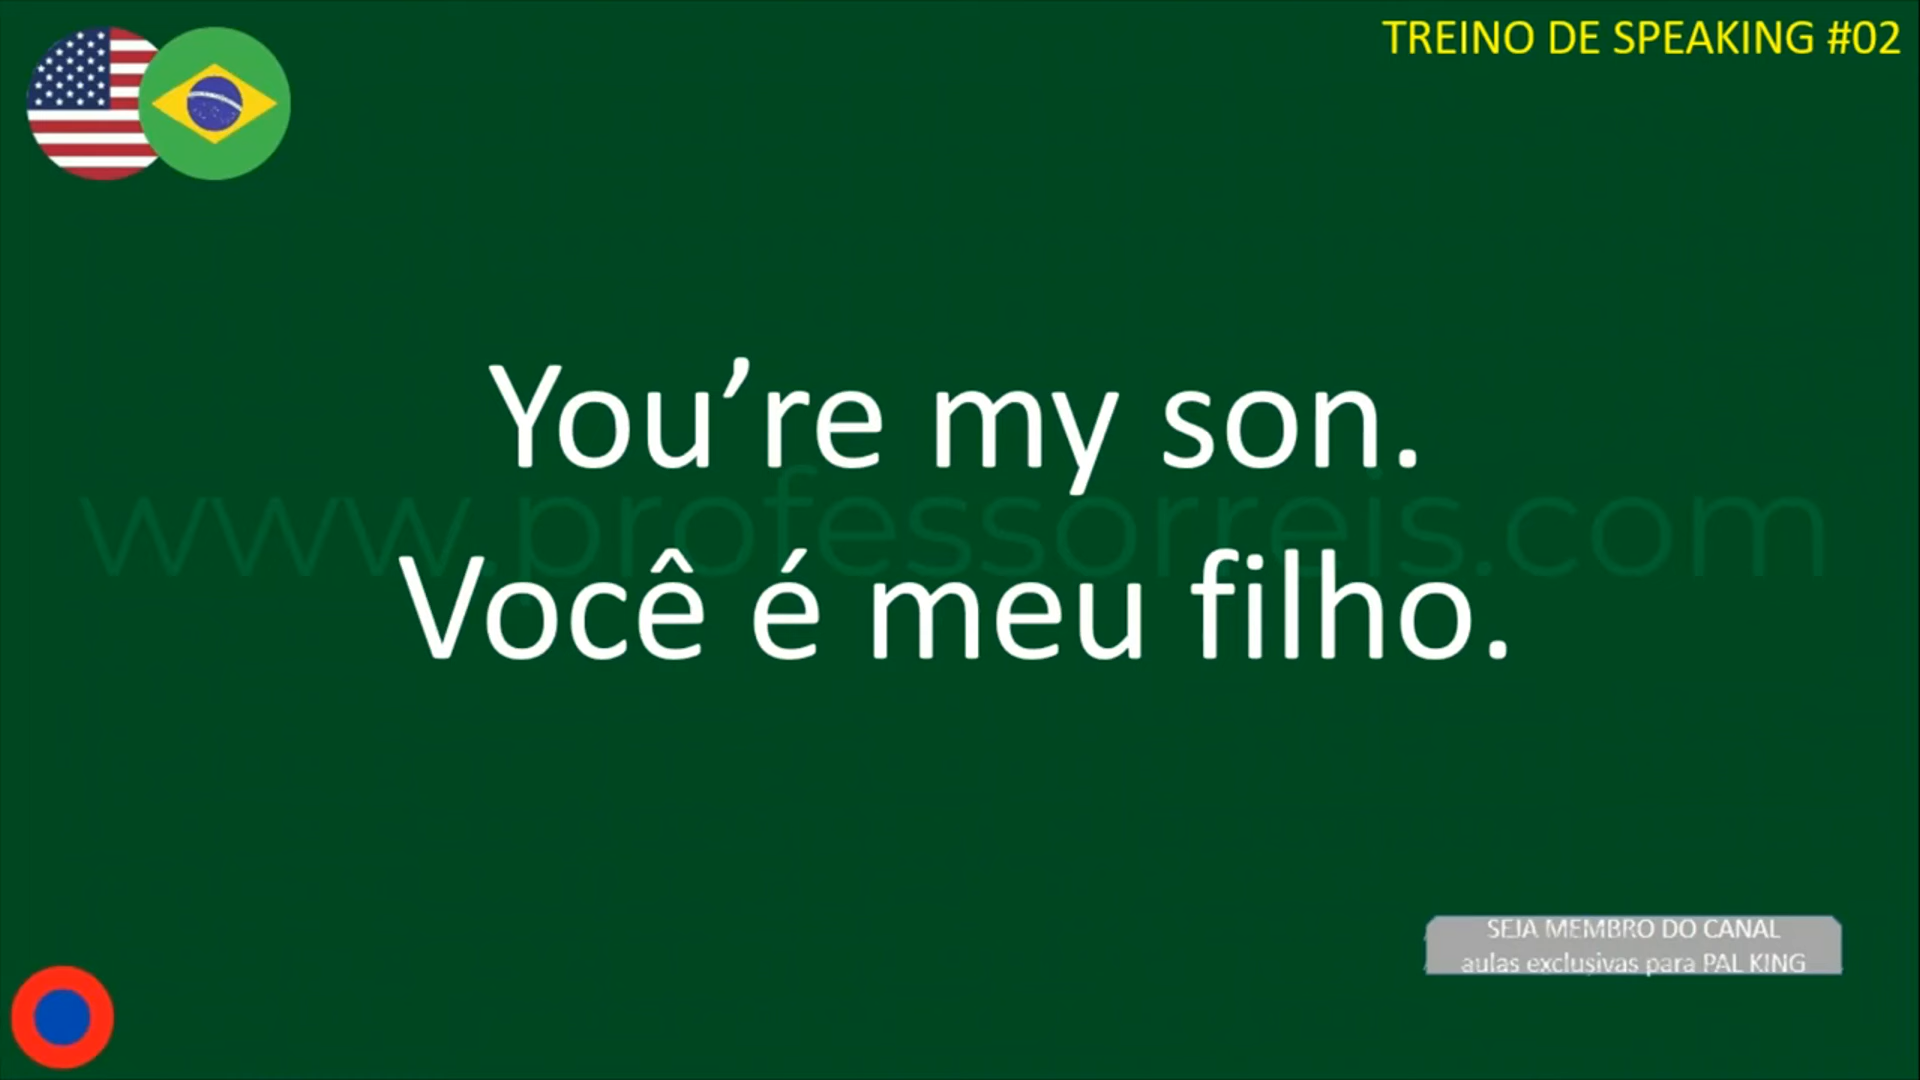 TREINO DE SPEAKING #02
You’re my son.
www.professorreis.com
Você é meu filho.
SEJA MEMBRO DO CANAL
aulas exclusivas para PAL KING